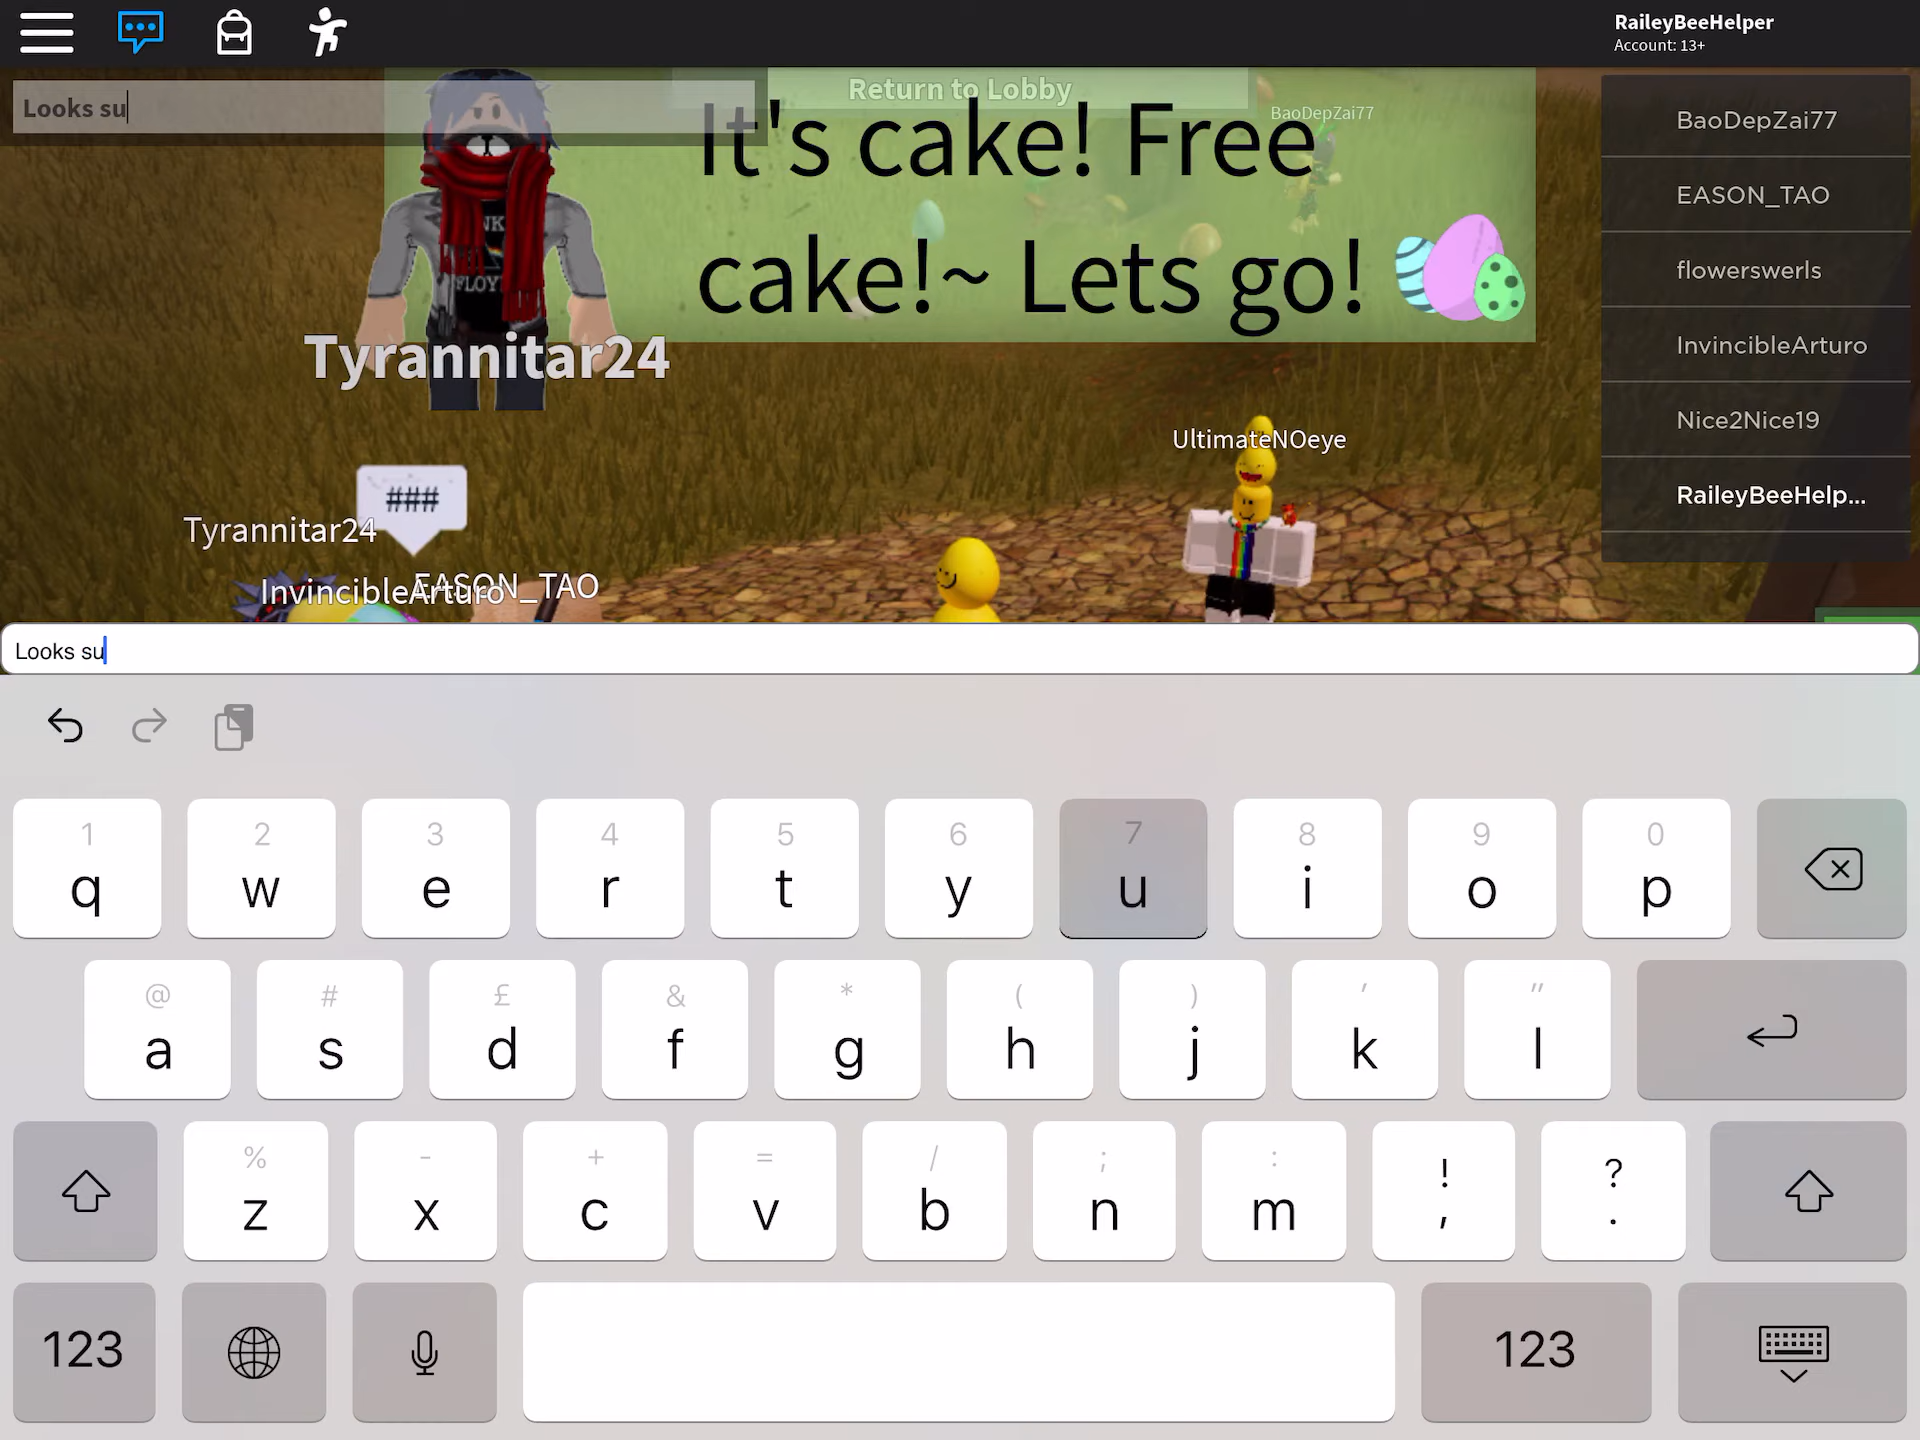 RaileyBeeHelper
Account: 13+
Looks su
Return to Lobby
BaoDepZai77
It's cake! Free
cake!~ Lets go!
Tyrannitar24
BaoDepZai77
EASON_TAO
flowerswerls
InvincibleArturo
Nice2Nice19
RaileyBeeHelp...
UltimateNOeye
###
Tyrannitar24
InvincibleArturo
EASON_TAO
NK
FLOY
Looks su
1 2 3 4 5 6 7 8 9 0
q w e r t y u i o p
@ # £ & * ( ) ' "
a s d f g h j k l
% - + = / ; : ! ?
z x c v b n m , .
123 123